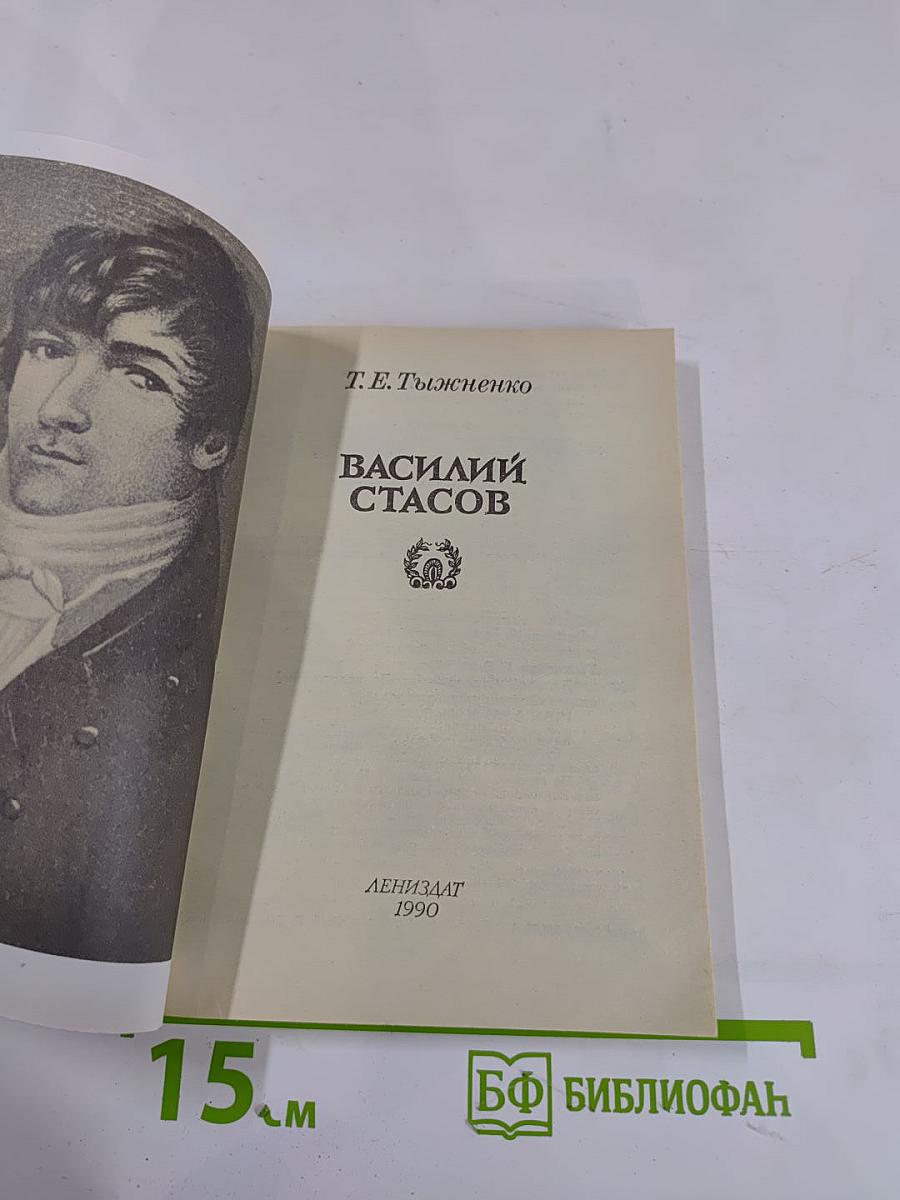 Т. Е. Тыжненко
ВАСИЛИЙ
СТАСОВ
ЛЕНИЗДАТ
1990
15 см
БФ БИБЛИОФАН